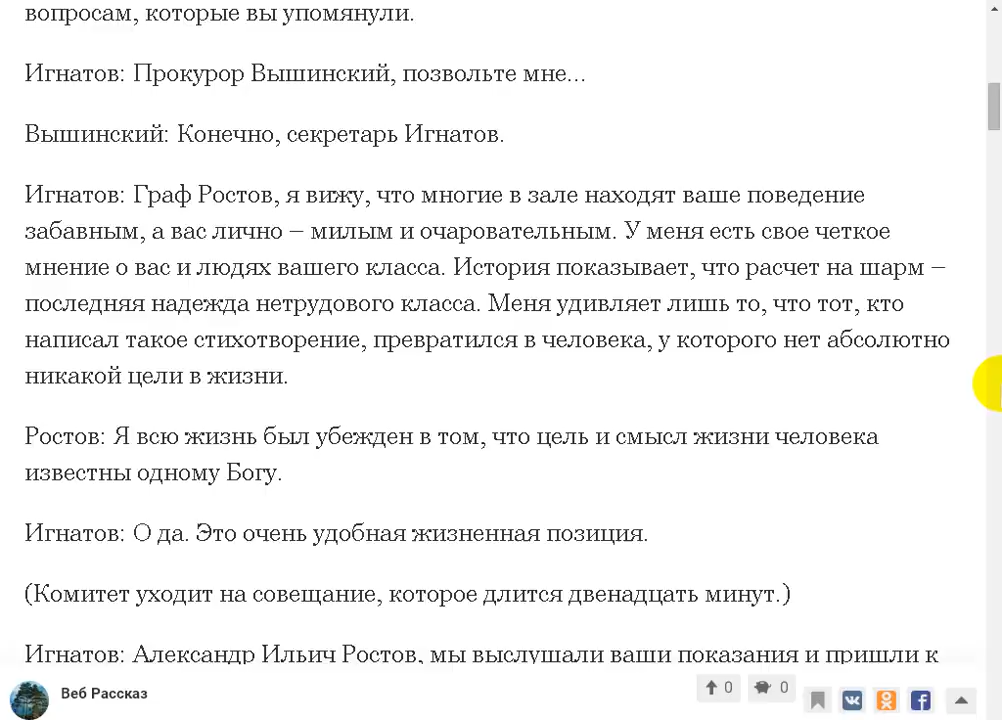 вопросам, которые вы упомянули.
Игнатов: Прокурор Вышинский, позвольте мне...
Вышинский: Конечно, секретарь Игнатов.
Игнатов: Граф Ростов, я вижу, что многие в зале находят ваше поведение
забавным, а вас лично – милым и очаровательным. У меня есть свое четкое
мнение о вас и людях вашего класса. История показывает, что расчет на шарм –
последняя надежда нетрудового класса. Меня удивляет лишь то, что тот, кто
написал такое стихотворение, превратился в человека, у которого нет абсолютно
никакой цели в жизни.
Ростов: Я всю жизнь был убежден в том, что цель и смысл жизни человека
известны одному Богу.
Игнатов: О да. Это очень удобная жизненная позиция.
(Комитет уходит на совещание, которое длится двенадцать минут.)
Игнатов: Александр Ильич Ростов, мы выслушали ваши показания и пришли к
Веб Рассказ
0
0